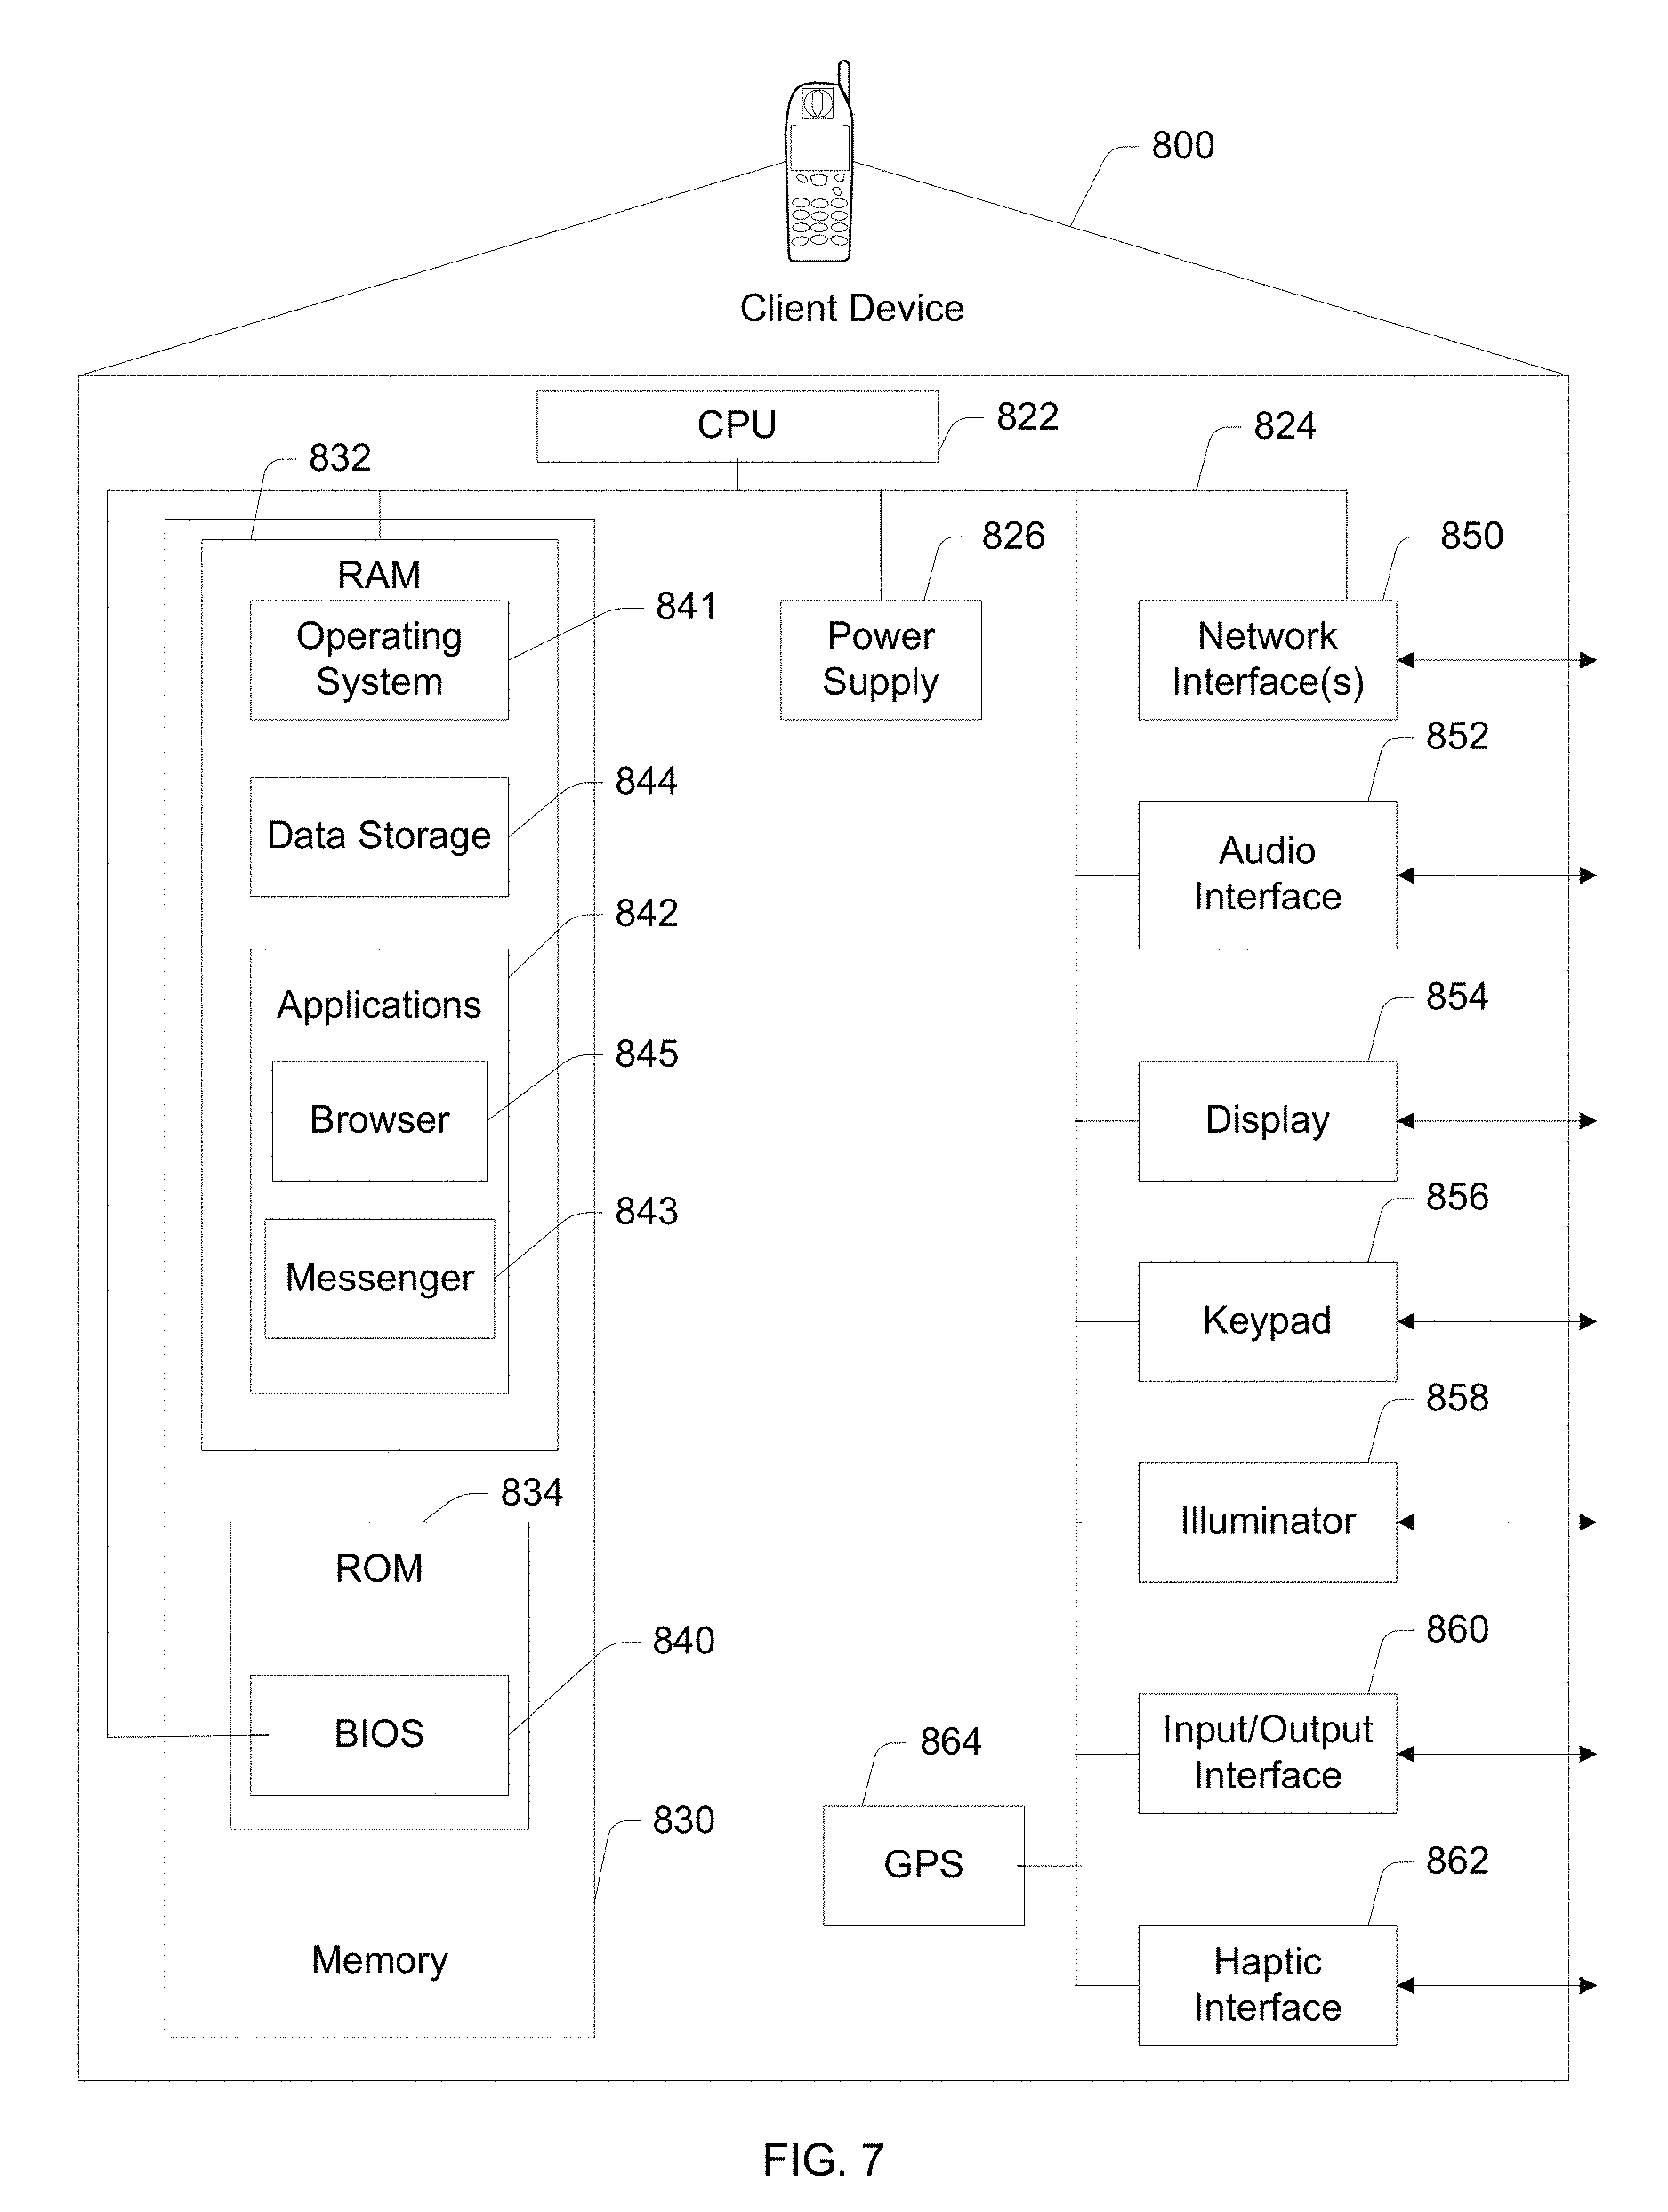 800
Client Device
CPU
822
824
832
826
850
RAM
Operating
System
841
Power
Supply
Network
Interface(s)
852
844
Data Storage
Audio
Interface
842
Applications
854
845
Browser
Display
856
843
Messenger
Keypad
858
834
ROM
Illuminator
840
860
BIOS
Input/Output
Interface
864
830
GPS
862
Memory
Haptic
Interface
FIG. 7